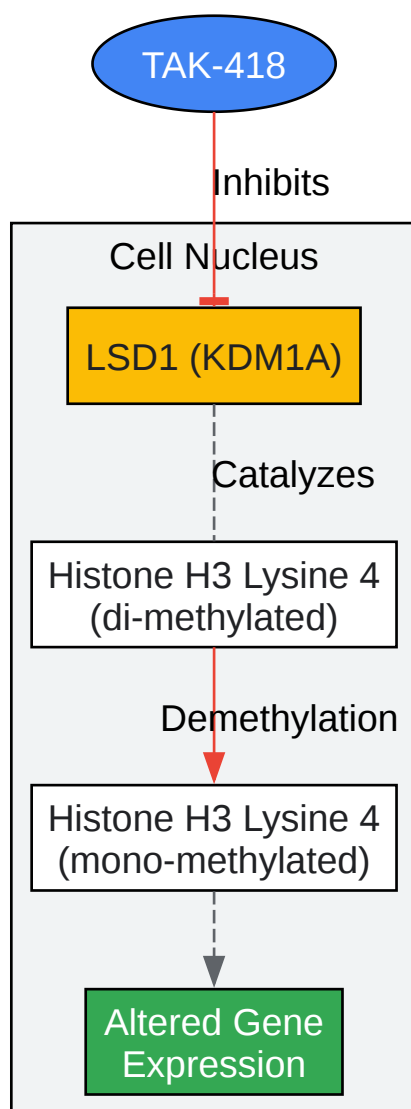 TAK-418
Inhibits
Cell Nucleus
LSD1 (KDM1A)
Catalyzes
Histone H3 Lysine 4
(di-methylated)
Demethylation
Histone H3 Lysine 4
(mono-methylated)
Altered Gene
Expression